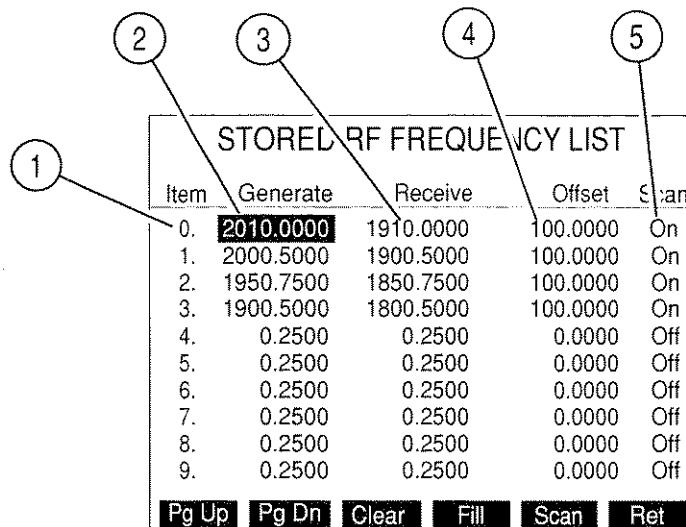 2 3 4 5
1
STORED RF FREQUENCY LIST
Item Generate Receive Offset Scan
0. 2010.0000 1910.0000 100.0000 On
1. 2000.5000 1900.5000 100.0000 On
2. 1950.7500 1850.7500 100.0000 On
3. 1900.5000 1800.5000 100.0000 On
4. 0.2500 0.2500 0.0000 Off
5. 0.2500 0.2500 0.0000 Off
6. 0.2500 0.2500 0.0000 Off
7. 0.2500 0.2500 0.0000 Off
8. 0.2500 0.2500 0.0000 Off
9. 0.2500 0.2500 0.0000 Off
Pg Up Pg Dn Clear Fill Scan Ret